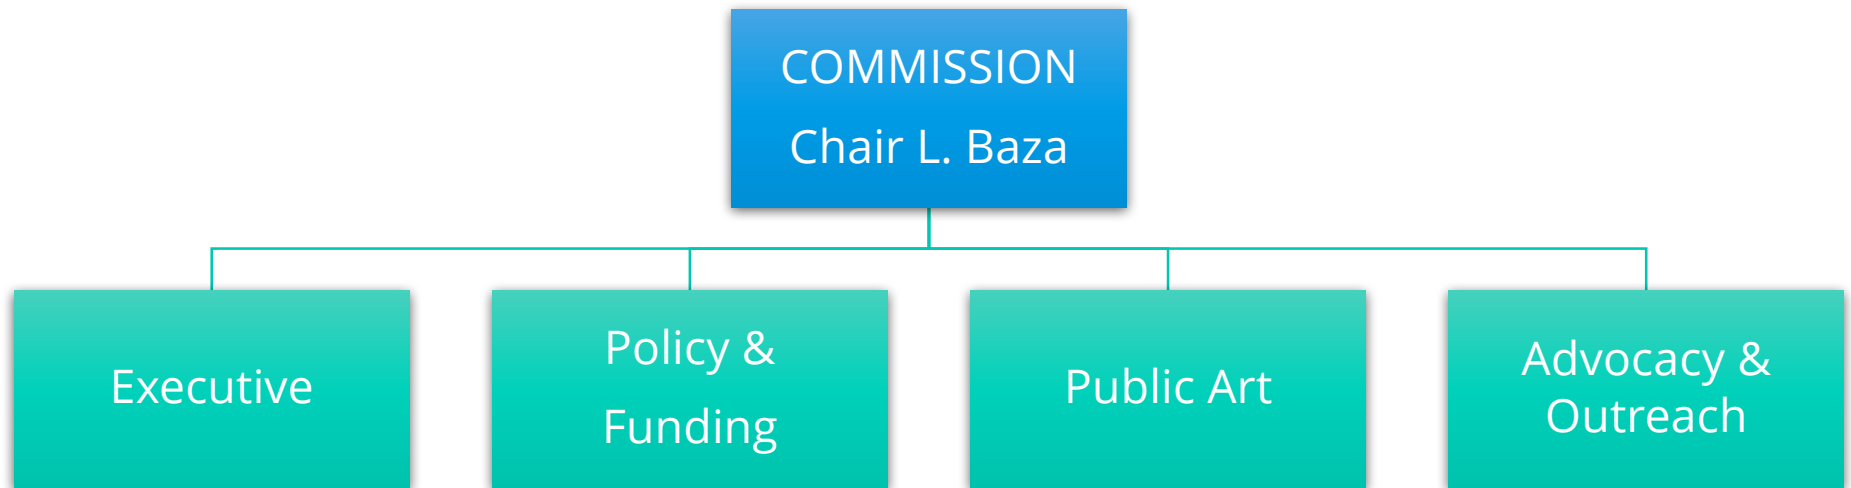 COMMISSION
Chair L. Baza
Executive
Policy &
Funding
Public Art
Advocacy &
Outreach